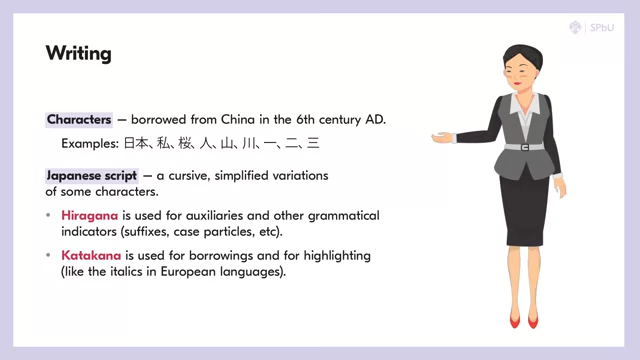 SPbU
Writing
Characters – borrowed from China in the 6th century AD.
Examples: 日本、私、桜、人、山、川、一、二、三
Japanese script – a cursive, simplified variations
of some characters.
• Hiragana is used for auxiliaries and other grammatical
indicators (suffixes, case particles, etc).
• Katakana is used for borrowings and for highlighting
(like the italics in European languages).